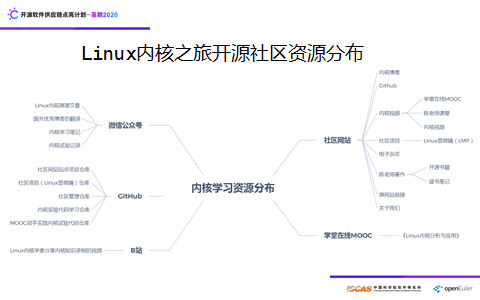 开源软件供应链点亮计划-暑期2020
Linux内核之旅开源社区资源分布
内核学习资源分布
微信公众号
Linux内核原理文章
国外优秀博客的翻译
内核学习笔记
内核试验记录
GitHub
社区网站站点项目仓库
社区项目（Linux显微镜）仓库
社区管理仓库
内核实验代码学习仓库
MOOC动手实践内核试验代码仓库
B站
Linux内核学者分享内核知识录制的视频
社区网站
内核博客
Github
内核视频
学堂在线MOOC
陈老师课堂
内核视频
社区项目
Linux显微镜（LMP）
电子杂志
陈老师著作
开源书籍
读书笔记
跳网站链接
关于我们
学堂在线MOOC
《Linux内核分析与应用》
ISCAS 中国科学院软件研究所
openEuler